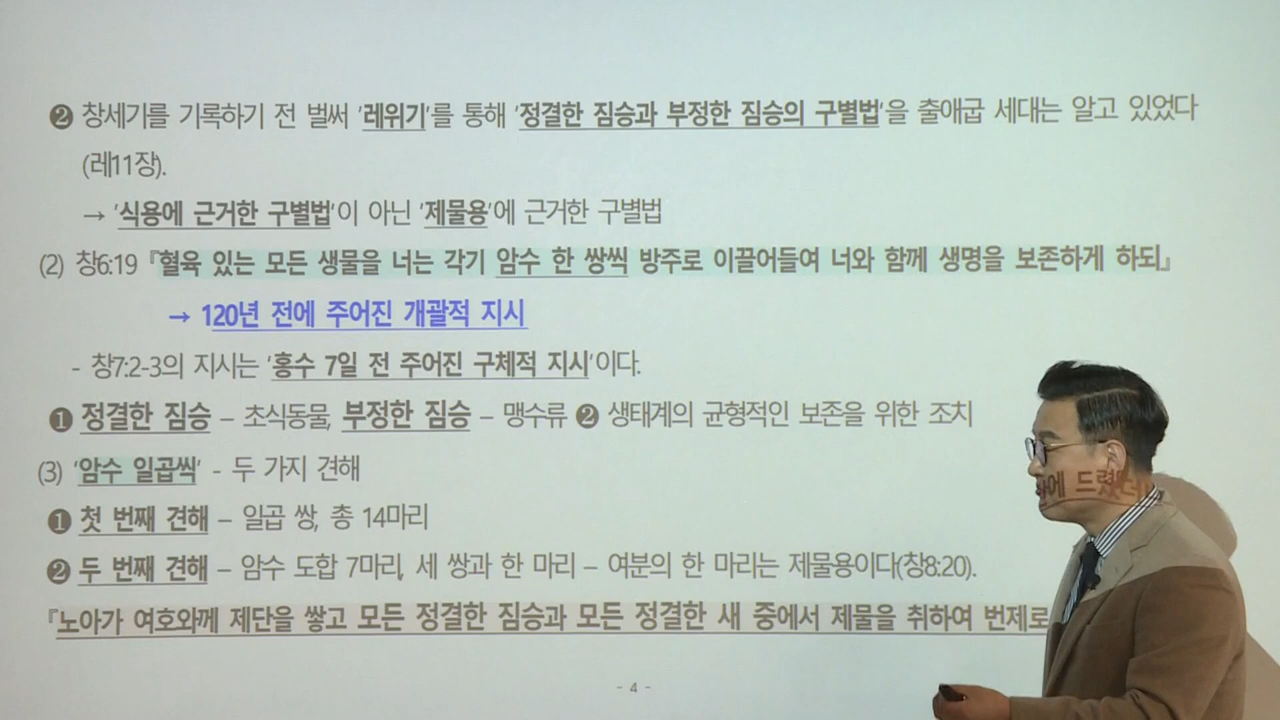 ❷ 창세기를 기록하기 전 벌써 '레위기'를 통해 '정결한 짐승과 부정한 짐승의 구별법'을 출애굽 세대는 알고 있었다
(레11장).
→ '식용에 근거한 구별법'이 아닌 '제물용'에 근거한 구별법
(2) 창6:19 『혈육 있는 모든 생물을 너는 각기 암수 한 쌍씩 방주로 이끌어들여 너와 함께 생명을 보존하게 하되』
→ 120년 전에 주어진 개괄적 지시
- 창7:2-3의 지시는 '홍수 7일 전 주어진 구체적 지시'이다.
❶ 정결한 짐승 – 초식동물, 부정한 짐승 – 맹수류 ❷ 생태계의 균형적인 보존을 위한 조치
(3) '암수 일곱씩' - 두 가지 견해
❶ 첫 번째 견해 – 일곱 쌍, 총 14마리
❷ 두 번째 견해 – 암수 도합 7마리, 세 쌍과 한 마리 – 여분의 한 마리는 제물용이다(창8:20).
『노아가 여호와께 제단을 쌓고 모든 정결한 짐승과 모든 정결한 새 중에서 제물을 취하여 번제로
- 4 -